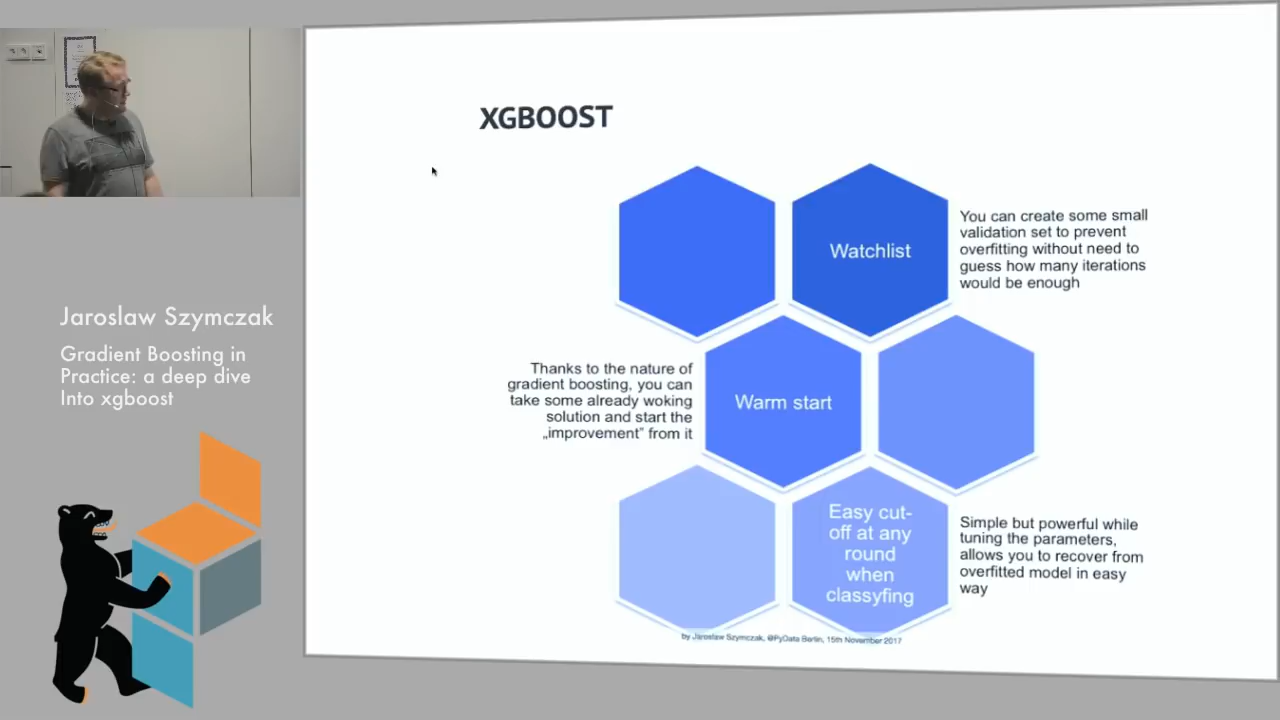 XGBOOST
Watchlist
You can create some small
validation set to prevent
overfitting without need to
guess how many iterations
would be enough
Thanks to the nature of
gradient boosting, you can
take some already woking
solution and start the
„improvement” from it
Warm start
Easy cut-
off at any
round
when
classyfing
Simple but powerful while
tuning the parameters,
allows you to recover from
overfitted model in easy
way
by Jaroslaw Szymczak, @PyData Berlin, 15th November 2017
Jaroslaw Szymczak
Gradient Boosting in
Practice: a deep dive
Into xgboost